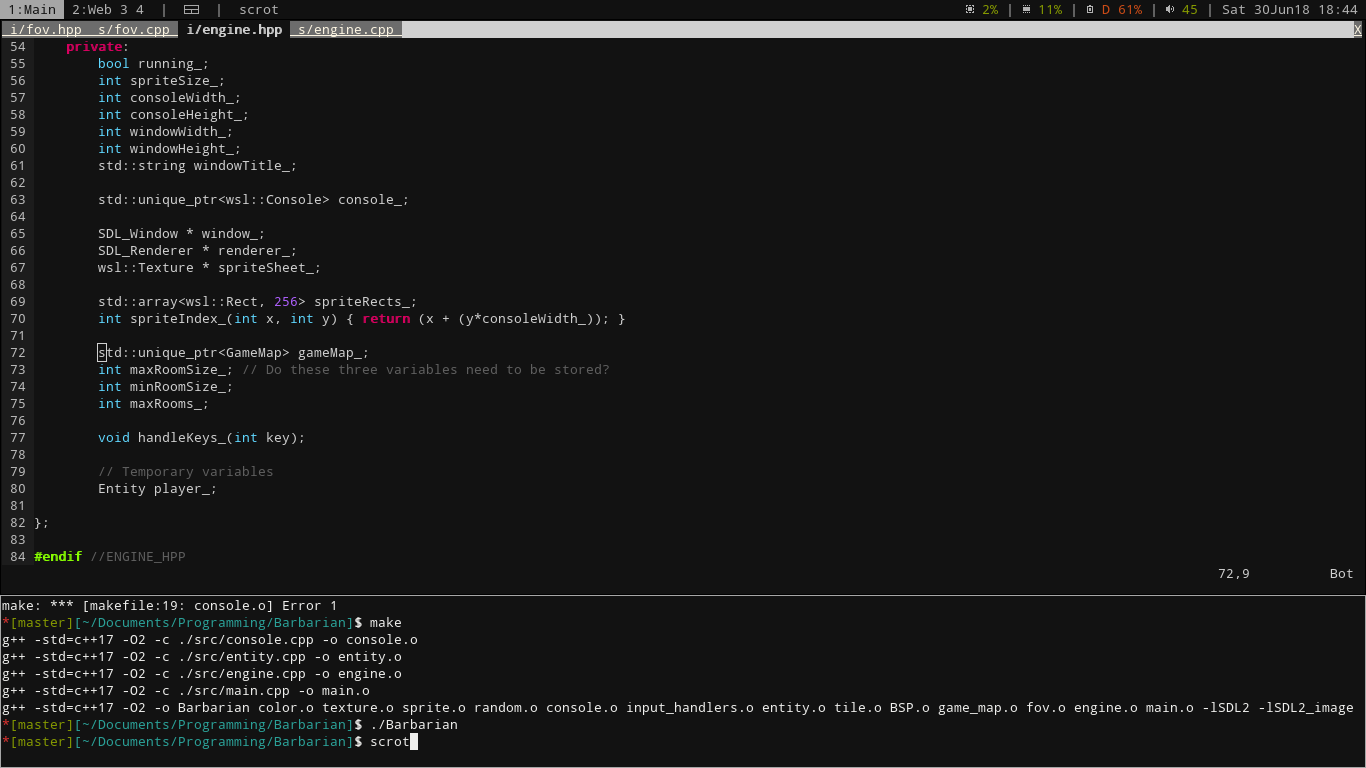 1:Main 2:Web 3 4 | | scrot 2% | 11% | D 61% | 45 | Sat 30Jun18 18:44
i/fov.hpp s/fov.cpp i/engine.hpp s/engine.cpp X
54     private:
55         bool running_;
56         int spriteSize_;
57         int consoleWidth_;
58         int consoleHeight_;
59         int windowWidth_;
60         int windowHeight_;
61         std::string windowTitle_;
62
63         std::unique_ptr<wsl::Console> console_;
64
65         SDL_Window * window_;
66         SDL_Renderer * renderer_;
67         wsl::Texture * spriteSheet_;
68
69         std::array<wsl::Rect, 256> spriteRects_;
70         int spriteIndex_(int x, int y) { return (x + (y*consoleWidth_)); }
71
72         std::unique_ptr<GameMap> gameMap_;
73         int maxRoomSize_; // Do these three variables need to be stored?
74         int minRoomSize_;
75         int maxRooms_;
76
77         void handleKeys_(int key);
78
79         // Temporary variables
80         Entity player_;
81
82 };
83
84 #endif //ENGINE_HPP
72,9 Bot
make: *** [makefile:19: console.o] Error 1
*[master][~/Documents/Programming/Barbarian]$ make
g++ -std=c++17 -O2 -c ./src/console.cpp -o console.o
g++ -std=c++17 -O2 -c ./src/entity.cpp -o entity.o
g++ -std=c++17 -O2 -c ./src/engine.cpp -o engine.o
g++ -std=c++17 -O2 -c ./src/main.cpp -o main.o
g++ -std=c++17 -O2 -o Barbarian color.o texture.o sprite.o random.o console.o input_handlers.o entity.o tile.o BSP.o game_map.o fov.o engine.o main.o -lSDL2 -lSDL2_image
*[master][~/Documents/Programming/Barbarian]$ ./Barbarian
*[master][~/Documents/Programming/Barbarian]$ scrot